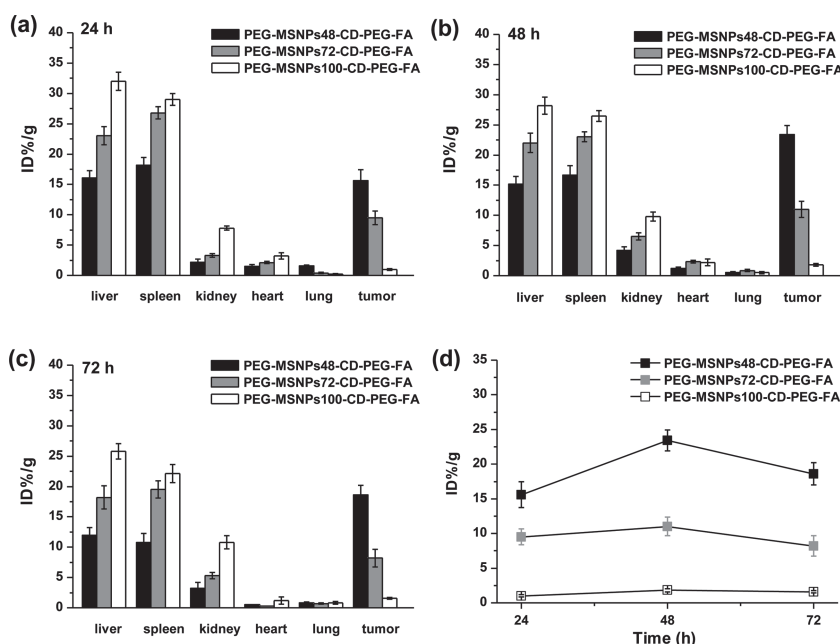 (a)
24 h
PEG-MSNPs48-CD-PEG-FA
PEG-MSNPs72-CD-PEG-FA
PEG-MSNPs100-CD-PEG-FA
ID%/g
40
35
30
25
20
15
10
5
0
liver spleen kidney heart lung tumor
(b)
48 h
PEG-MSNPs48-CD-PEG-FA
PEG-MSNPs72-CD-PEG-FA
PEG-MSNPs100-CD-PEG-FA
ID%/g
40
35
30
25
20
15
10
5
0
liver spleen kidney heart lung tumor
(c)
72 h
PEG-MSNPs48-CD-PEG-FA
PEG-MSNPs72-CD-PEG-FA
PEG-MSNPs100-CD-PEG-FA
ID%/g
40
35
30
25
20
15
10
5
0
liver spleen kidney heart lung tumor
(d)
PEG-MSNPs48-CD-PEG-FA
PEG-MSNPs72-CD-PEG-FA
PEG-MSNPs100-CD-PEG-FA
ID%/g
35
30
25
20
15
10
5
0
24 48 72
Time (h)